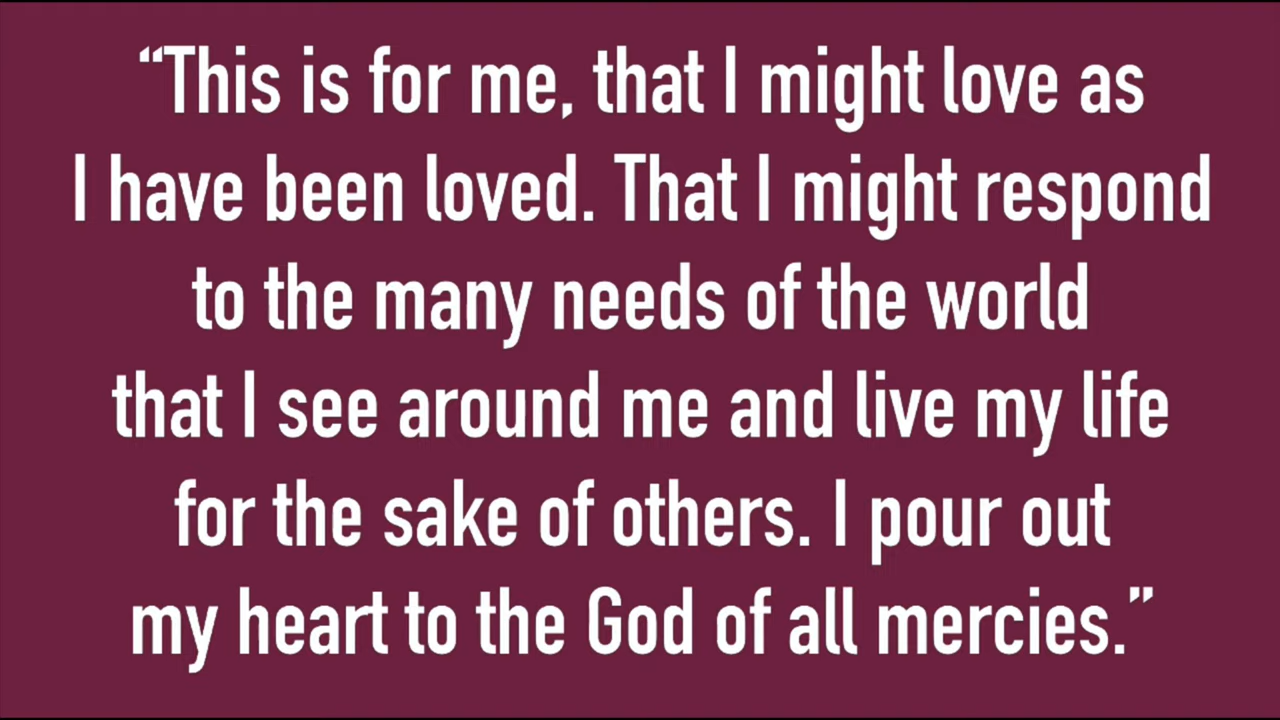 “This is for me, that I might love as
I have been loved. That I might respond
to the many needs of the world
that I see around me and live my life
for the sake of others. I pour out
my heart to the God of all mercies.”